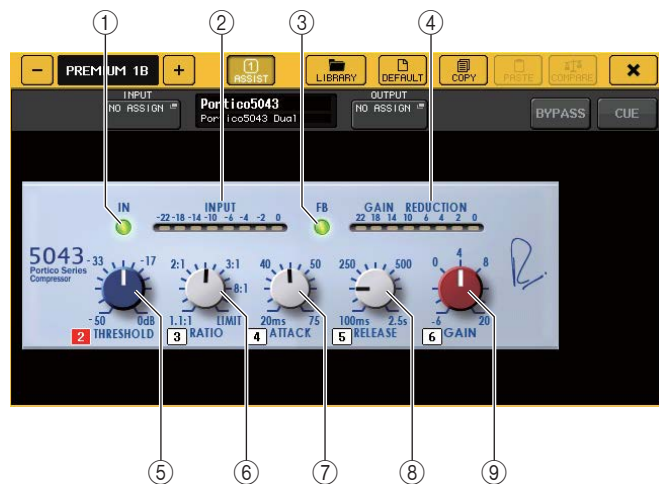 ① ② ③ ④
− PREMIUM 1B + 1 ASSIST LIBRARY DEFAULT COPY PASTE COMPARE ×
INPUT
NO ASSIGN
Portico5043
Portico5043 Dual
OUTPUT
NO ASSIGN
BYPASS CUE
IN INPUT FB GAIN REDUCTION
-22 -18 -14 -10 -6 -4 -2 0 22 18 14 10 6 4 2 0
5043
Portico Series
Compressor
-33 -17 2:1 3:1 8:1 40 50 250 500 0 4 8
-50 0dB 1.1:1 LIMIT 20ms 75 100ms 2.5s -6 20
2 THRESHOLD 3 RATIO 4 ATTACK 5 RELEASE 6 GAIN
⑤ ⑥ ⑦ ⑧ ⑨